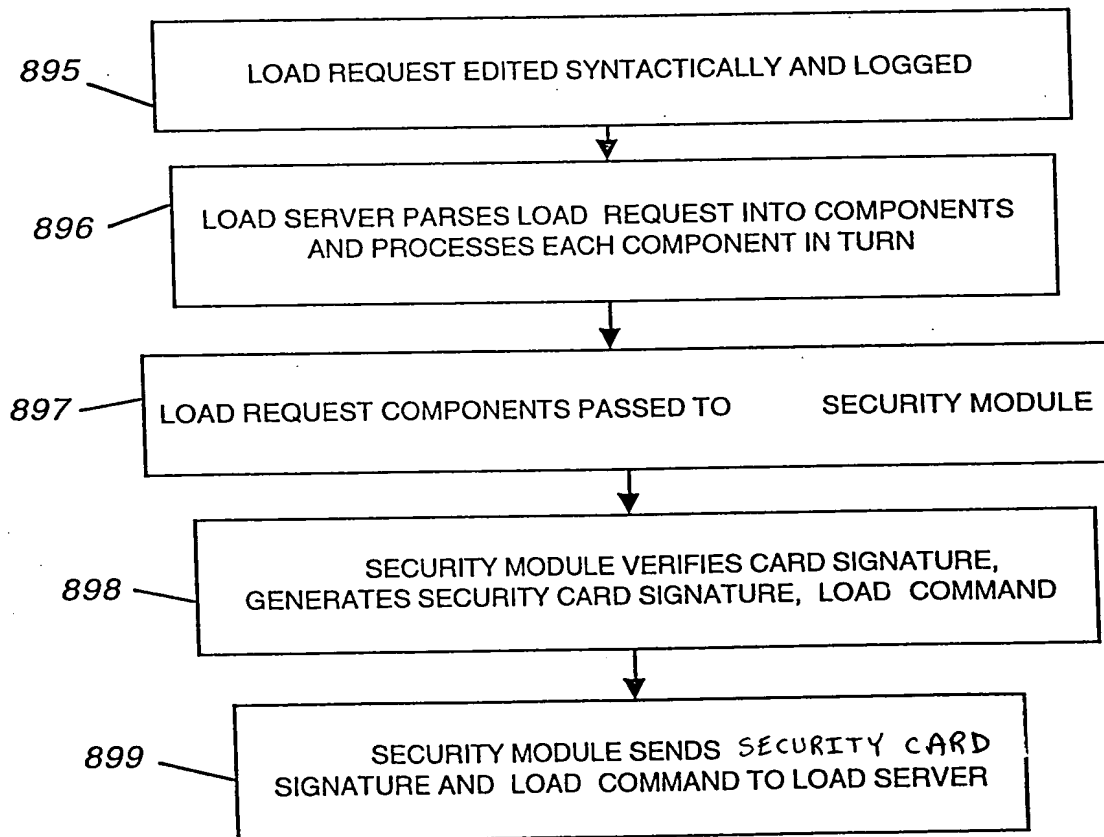 895
LOAD REQUEST EDITED SYNTACTICALLY AND LOGGED
896
LOAD SERVER PARSES LOAD REQUEST INTO COMPONENTS
AND PROCESSES EACH COMPONENT IN TURN
897
LOAD REQUEST COMPONENTS PASSED TO SECURITY MODULE
898
SECURITY MODULE VERIFIES CARD SIGNATURE,
GENERATES SECURITY CARD SIGNATURE, LOAD COMMAND
899
SECURITY MODULE SENDS SECURITY CARD
SIGNATURE AND LOAD COMMAND TO LOAD SERVER